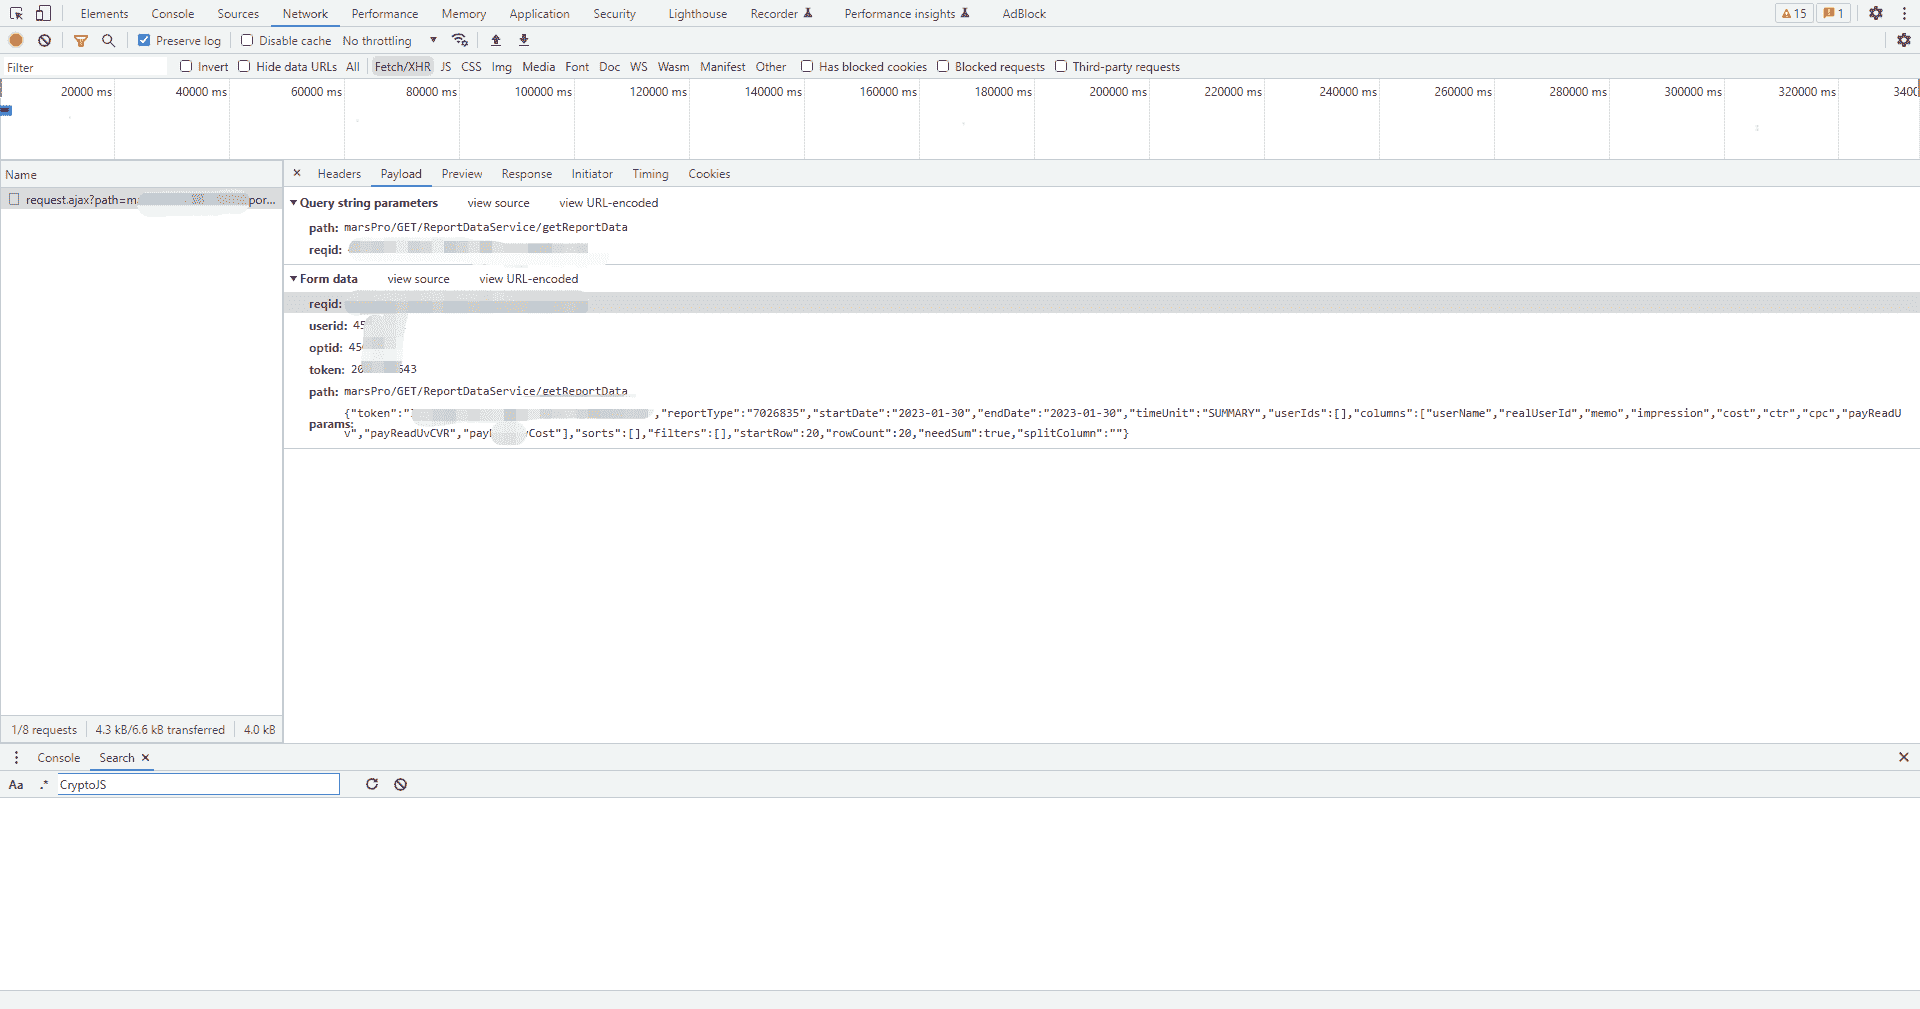 Elements Console Sources Network Performance Memory Application Security Lighthouse Recorder Performance insights AdBlock 15 1
Preserve log Disable cache No throttling
Filter Invert Hide data URLs All Fetch/XHR JS CSS Img Media Font Doc WS Wasm Manifest Other Has blocked cookies Blocked requests Third-party requests
20000 ms 40000 ms 60000 ms 80000 ms 100000 ms 120000 ms 140000 ms 160000 ms 180000 ms 200000 ms 220000 ms 240000 ms 260000 ms 280000 ms 300000 ms 320000 ms 3400
Name
request.ajax?path=m por...
Headers Payload Preview Response Initiator Timing Cookies
Query string parameters view source view URL-encoded
path: marsPro/GET/ReportDataService/getReportData
reqid:
Form data view source view URL-encoded
reqid:
userid: 45
optid: 45
token: 20 643
path: marsPro/GET/ReportDataService/getReportData
params: {"token":" ,"reportType":"7026835","startDate":"2023-01-30","endDate":"2023-01-30","timeUnit":"SUMMARY","userIds":[],"columns":["userName","realUserId","memo","impression","cost","ctr","cpc","payReadU
v","payReadUvCVR","pay Cost"],"sorts":[],"filters":[],"startRow":20,"rowCount":20,"needSum":true,"splitColumn":""}
1/8 requests 4.3 kB/6.6 kB transferred 4.0 kB
Console Search
Aa .* CryptoJS